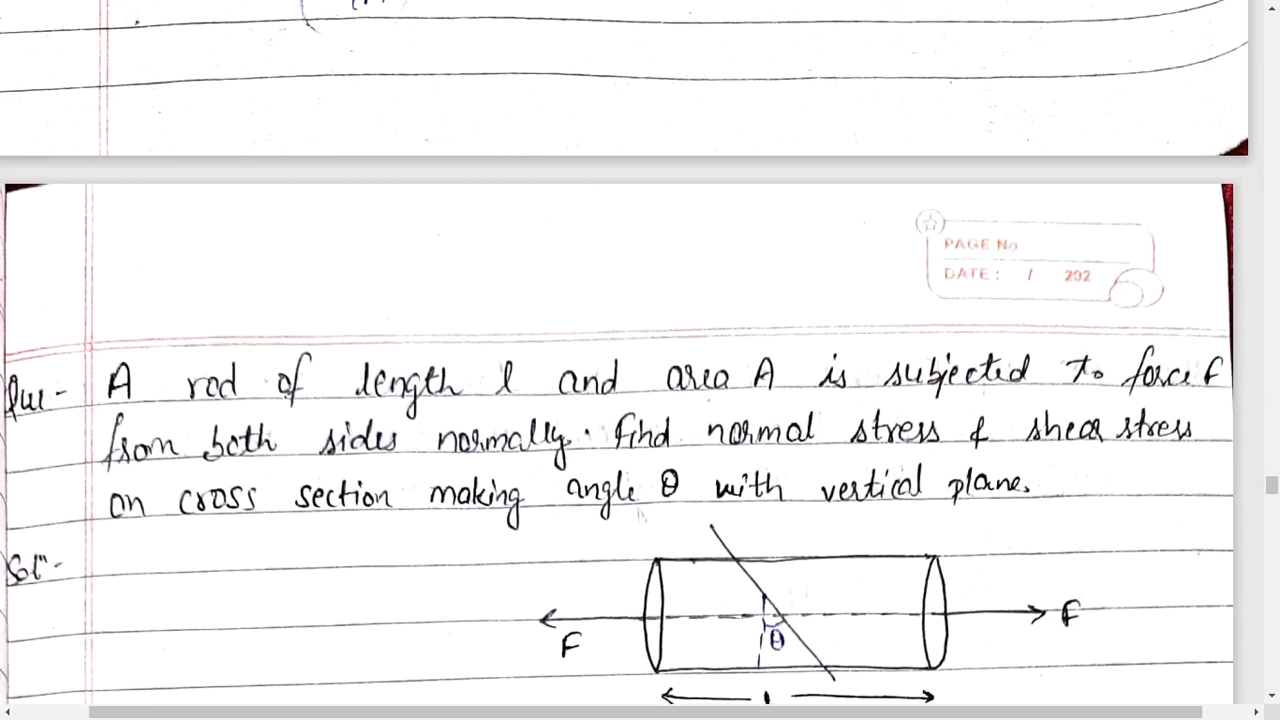 PAGE No
DATE: / 202
Que- A rod of length l and area A is subjected to force F
from both sides normally. Find normal stress & shear stress
on cross section making angle θ with vertical plane.
Sol-
F
F
θ
l